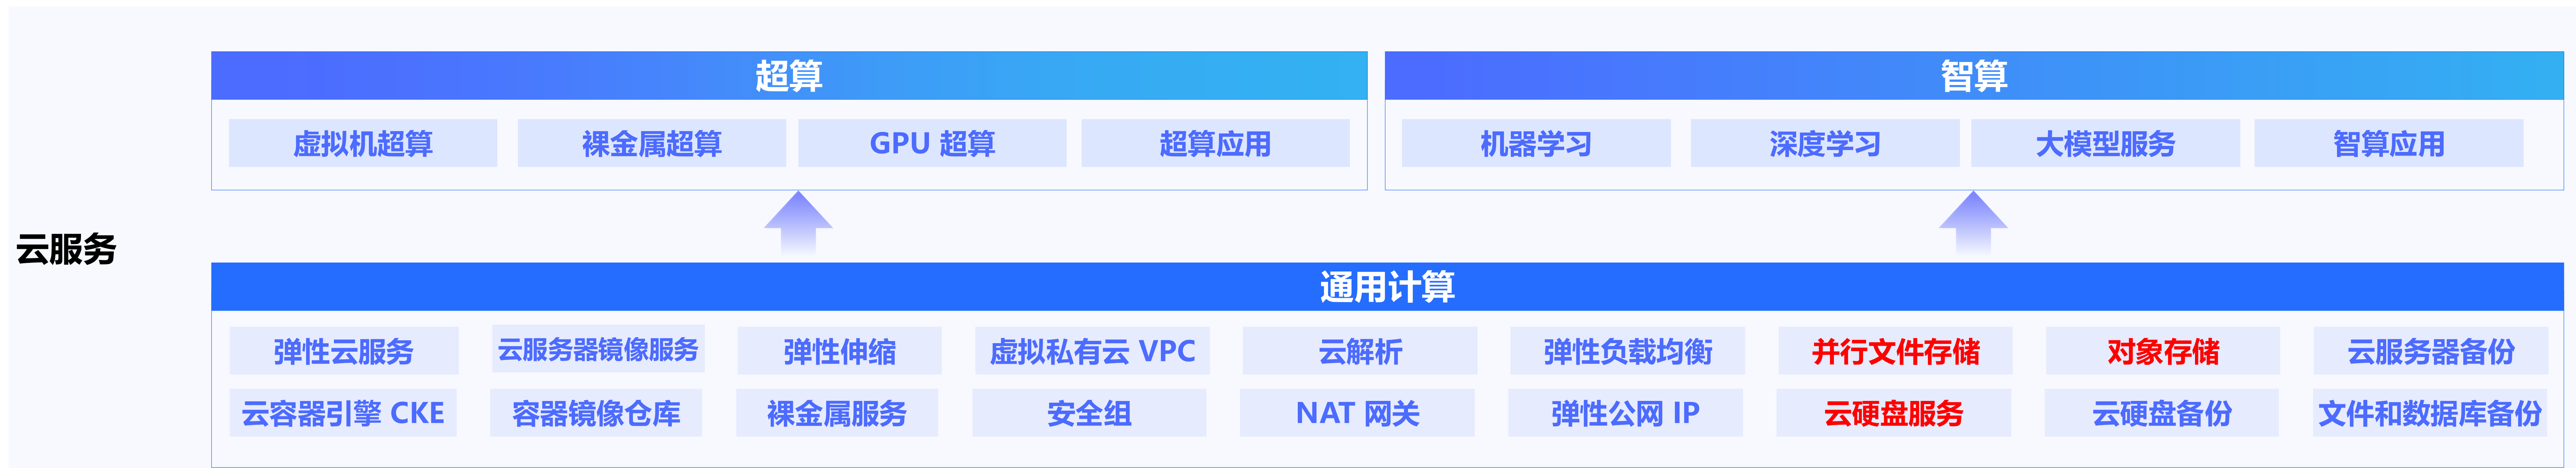 云服务
超算
虚拟机超算 裸金属超算 GPU 超算 超算应用
智算
机器学习 深度学习 大模型服务 智算应用
通用计算
弹性云服务 云服务器镜像服务 弹性伸缩 虚拟私有云 VPC 云解析 弹性负载均衡 并行文件存储 对象存储 云服务器备份
云容器引擎 CKE 容器镜像仓库 裸金属服务 安全组 NAT 网关 弹性公网 IP 云硬盘服务 云硬盘备份 文件和数据库备份